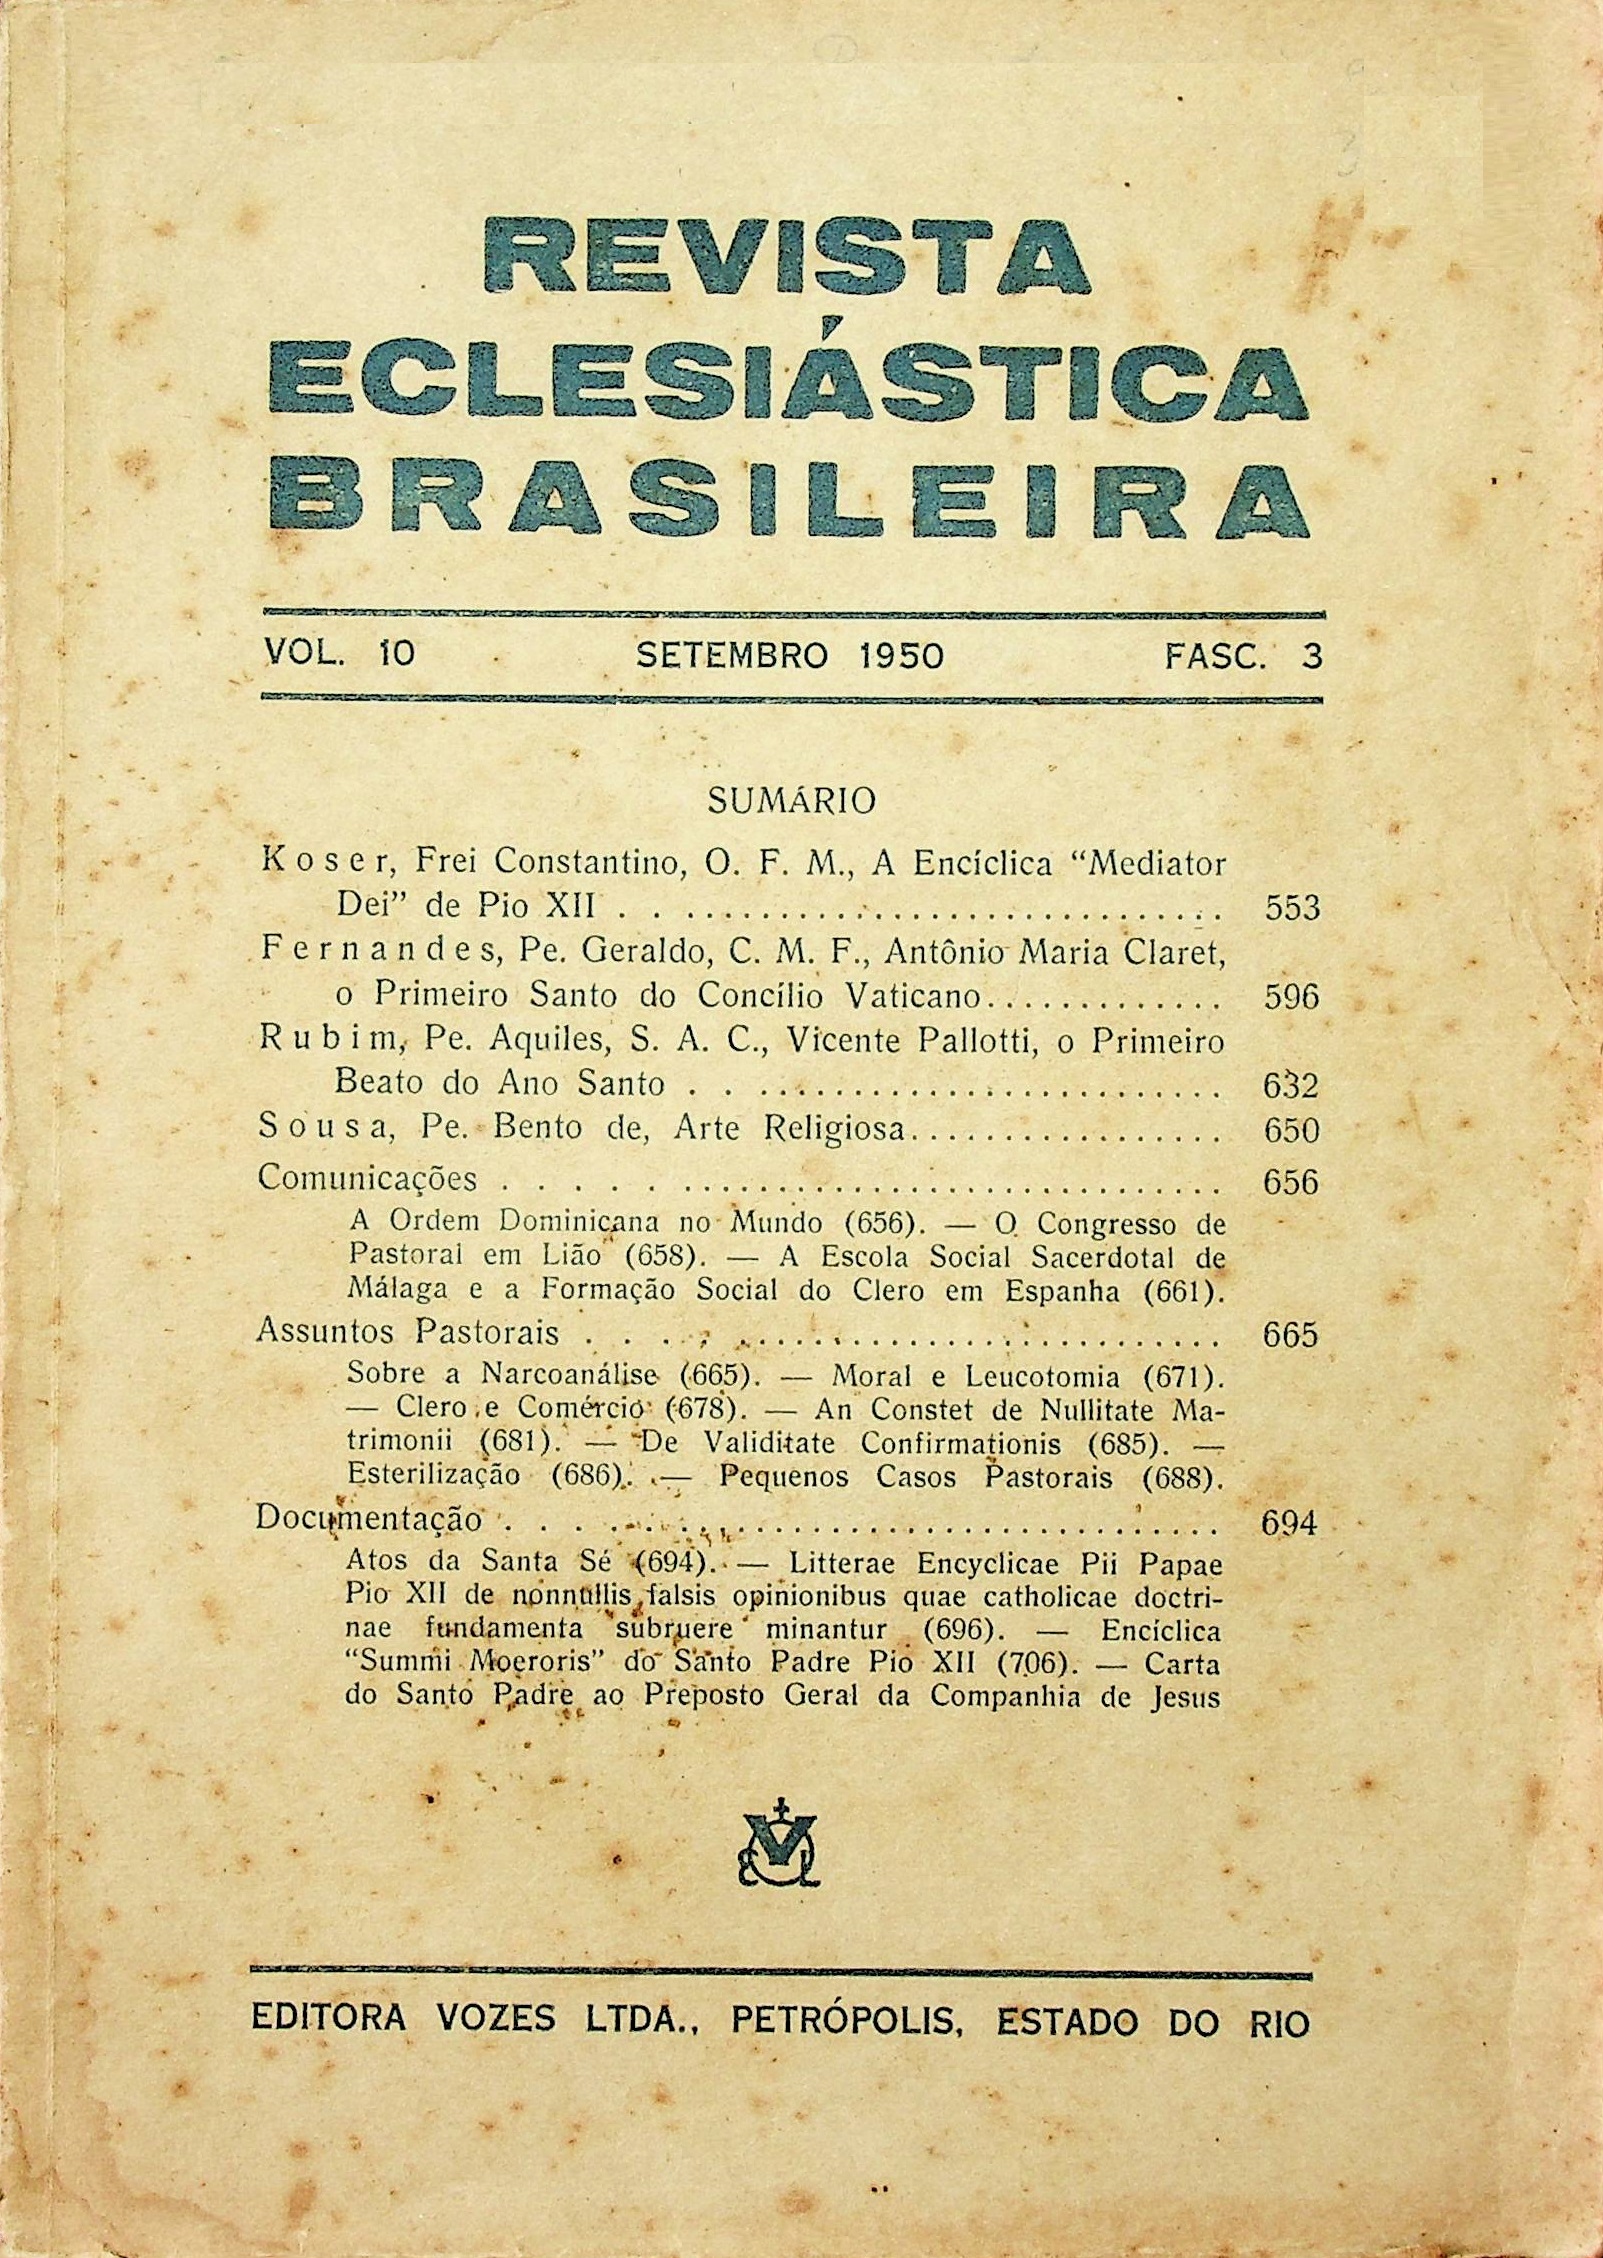 REVISTA
ECLESIÁSTICA
BRASILEIRA
VOL. 10 SETEMBRO 1950 FASC. 3
SUMÁRIO
Koser, Frei Constantino, O. F. M., A Encíclica “Mediator
Dei” de Pio XII . . .............................. 553
Fernandes, Pe. Geraldo, C. M. F., Antônio Maria Claret,
o Primeiro Santo do Concílio Vaticano............. 596
Rubim, Pe. Aquiles, S. A. C., Vicente Pallotti, o Primeiro
Beato do Ano Santo . . ......................... 632
Sousa, Pe. Bento de, Arte Religiosa................. 650
Comunicações . . . . . ............................. 656
A Ordem Dominicana no Mundo (656). — O Congresso de
Pastoral em Lião (658). — A Escola Social Sacerdotal de
Málaga e a Formação Social do Clero em Espanha (661).
Assuntos Pastorais . . . . .......................... 665
Sobre a Narcoanálise (665). — Moral e Leucotomia (671).
— Clero e Comércio (678). — An Constet de Nullitate Ma-
trimonii (681). — De Validitate Confirmationis (685). —
Esterilização (686). — Pequenos Casos Pastorais (688).
Documentação . . . . . ............................. 694
Atos da Santa Sé (694). — Litterae Encyclicae Pii Papae
Pio XII de nonnullis falsis opinionibus quae catholicae doctri-
nae fundamenta subruere minantur (696). — Encíclica
“Summi Moeroris” do Santo Padre Pio XII (706). — Carta
do Santo Padre ao Preposto Geral da Companhia de Jesus
EDITORA VOZES LTDA., PETRÓPOLIS, ESTADO DO RIO